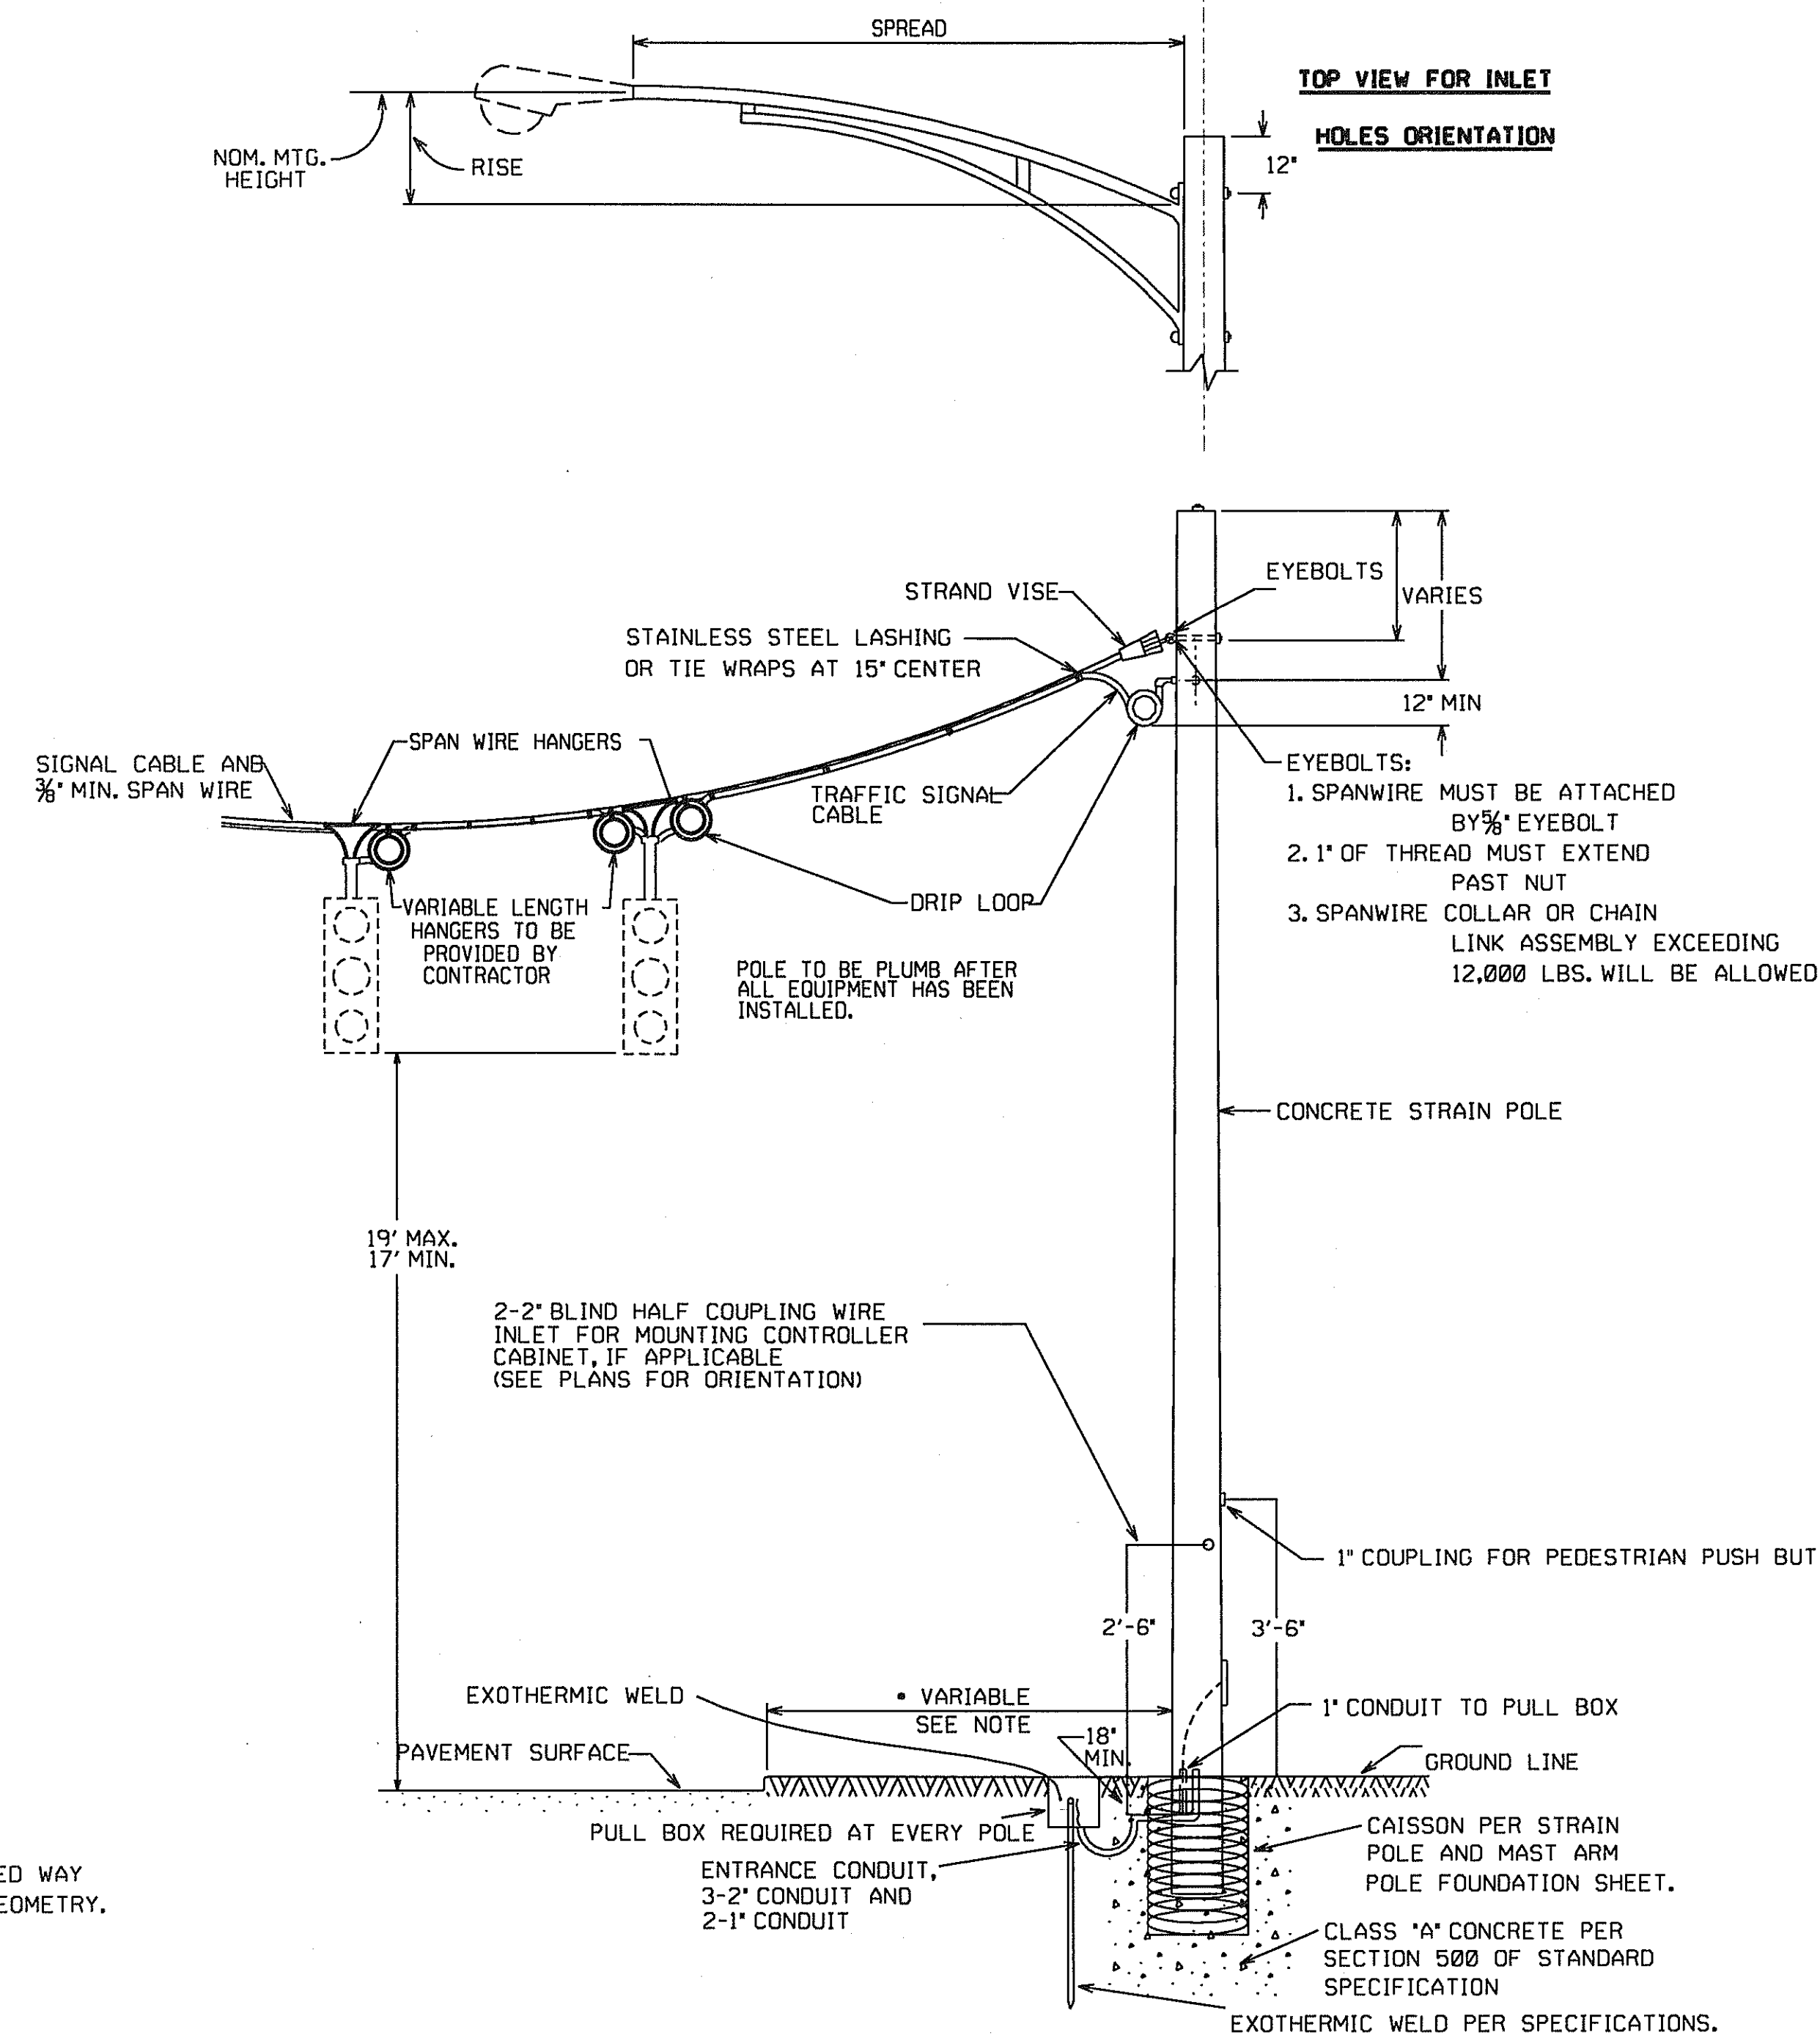 SPREAD
TOP VIEW FOR INLET
HOLES ORIENTATION
12"
NOM. MTG.
HEIGHT
RISE
EYEBOLTS
STRAND VISE
VARIES
STAINLESS STEEL LASHING
OR TIE WRAPS AT 15" CENTER
12" MIN
SPAN WIRE HANGERS
SIGNAL CABLE AND
3/8" MIN. SPAN WIRE
TRAFFIC SIGNAL
CABLE
EYEBOLTS:
1. SPANWIRE MUST BE ATTACHED
BY 5/8" EYEBOLT
2. 1" OF THREAD MUST EXTEND
PAST NUT
3. SPANWIRE COLLAR OR CHAIN
LINK ASSEMBLY EXCEEDING
12,000 LBS. WILL BE ALLOWED
DRIP LOOP
VARIABLE LENGTH
HANGERS TO BE
PROVIDED BY
CONTRACTOR
POLE TO BE PLUMB AFTER
ALL EQUIPMENT HAS BEEN
INSTALLED.
CONCRETE STRAIN POLE
19' MAX.
17' MIN.
2-2" BLIND HALF COUPLING WIRE
INLET FOR MOUNTING CONTROLLER
CABINET, IF APPLICABLE
(SEE PLANS FOR ORIENTATION)
1" COUPLING FOR PEDESTRIAN PUSH BUT
2'-6"
3'-6"
EXOTHERMIC WELD
* VARIABLE
SEE NOTE
1" CONDUIT TO PULL BOX
18"
MIN.
PAVEMENT SURFACE
GROUND LINE
PULL BOX REQUIRED AT EVERY POLE
CAISSON PER STRAIN
POLE AND MAST ARM
POLE FOUNDATION SHEET.
ENTRANCE CONDUIT,
3-2" CONDUIT AND
2-1" CONDUIT
ED WAY
EOMETRY.
CLASS "A" CONCRETE PER
SECTION 500 OF STANDARD
SPECIFICATION
EXOTHERMIC WELD PER SPECIFICATIONS.